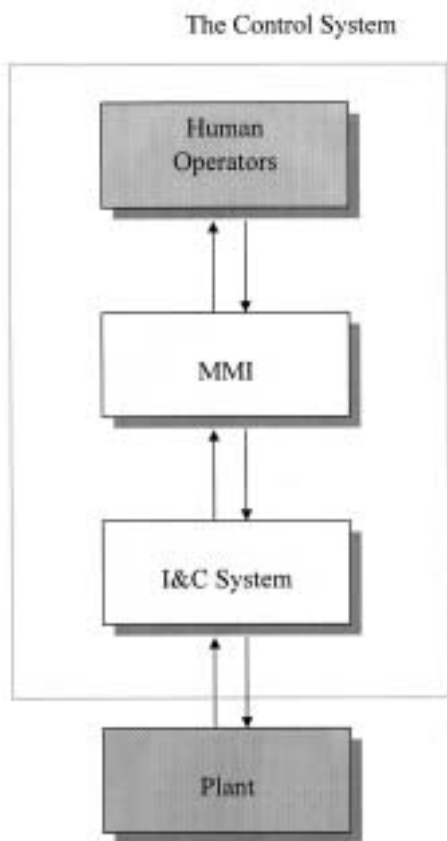 The Control System
Human
Operators
MMI
I&C System
Plant